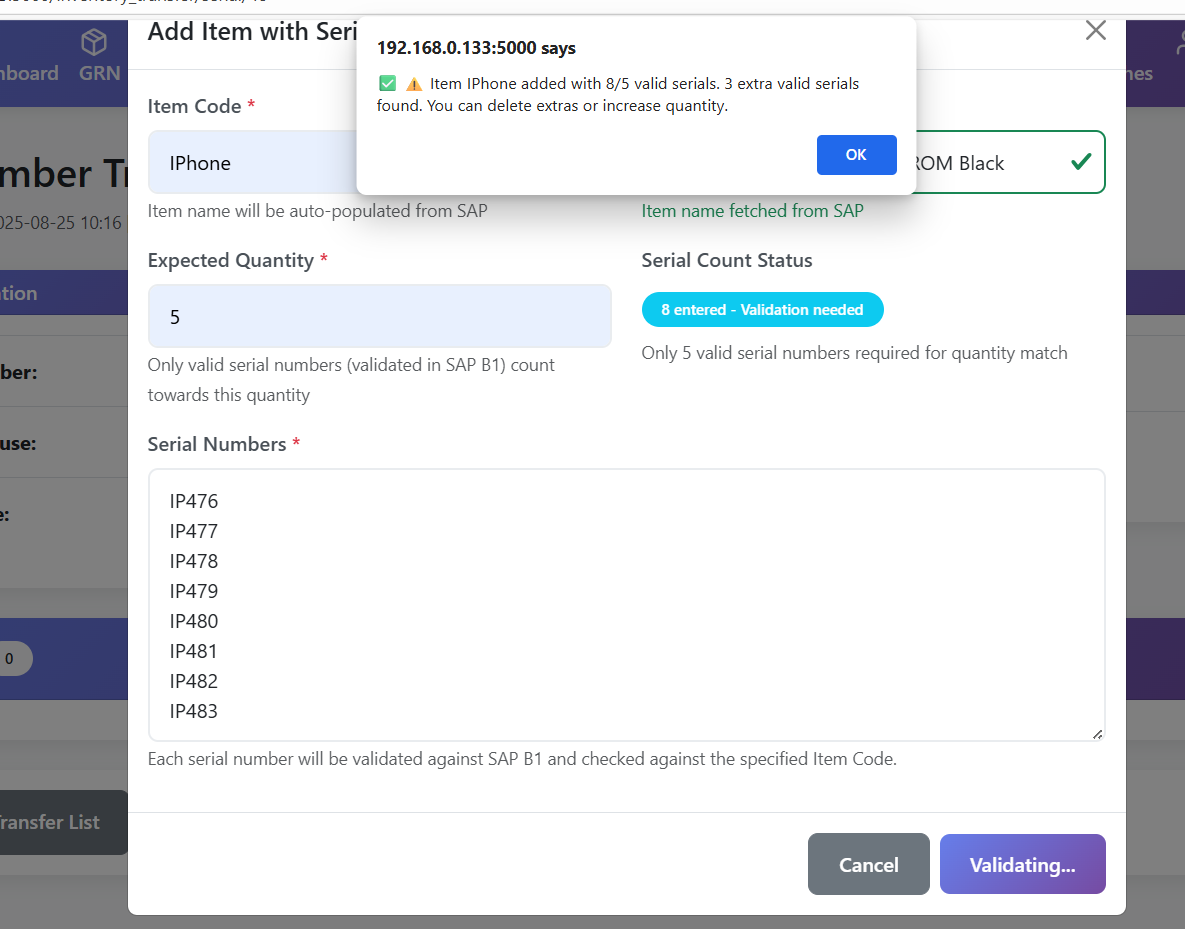 Add Item with Seri
192.168.0.133:5000 says
✅ ⚠️ Item IPhone added with 8/5 valid serials. 3 extra valid serials
found. You can delete extras or increase quantity.
OK
GRN
Item Code *
IPhone
ROM Black
Item name will be auto-populated from SAP
Item name fetched from SAP
025-08-25 10:16
Expected Quantity *
Serial Count Status
5
8 entered - Validation needed
Only 5 valid serial numbers required for quantity match
Only valid serial numbers (validated in SAP B1) count
towards this quantity
ber:
use:
e:
Serial Numbers *
IP476
IP477
IP478
IP479
IP480
IP481
IP482
IP483
0
Each serial number will be validated against SAP B1 and checked against the specified Item Code.
Transfer List
Cancel
Validating...